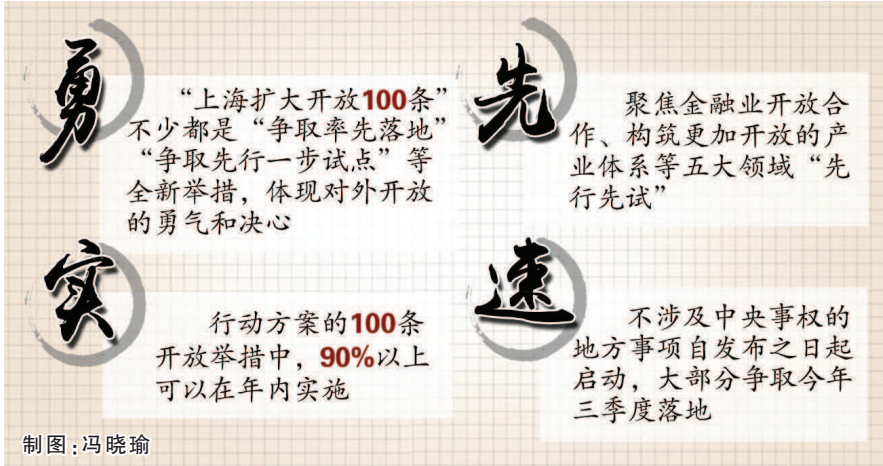 勇
“上海扩大开放100条”
不少都是“争取率先落地”
“争取先行一步试点”等
全新举措，体现对外开放
的勇气和决心
先
聚焦金融业开放合
作、构筑更加开放的产
业体系等五大领域“先
行先试”
实
行动方案的100条
开放举措中，90%以上
可以在年内实施
速
不涉及中央事权的
地方事项自发布之日起
启动，大部分争取今年
三季度落地
制图:冯晓瑜